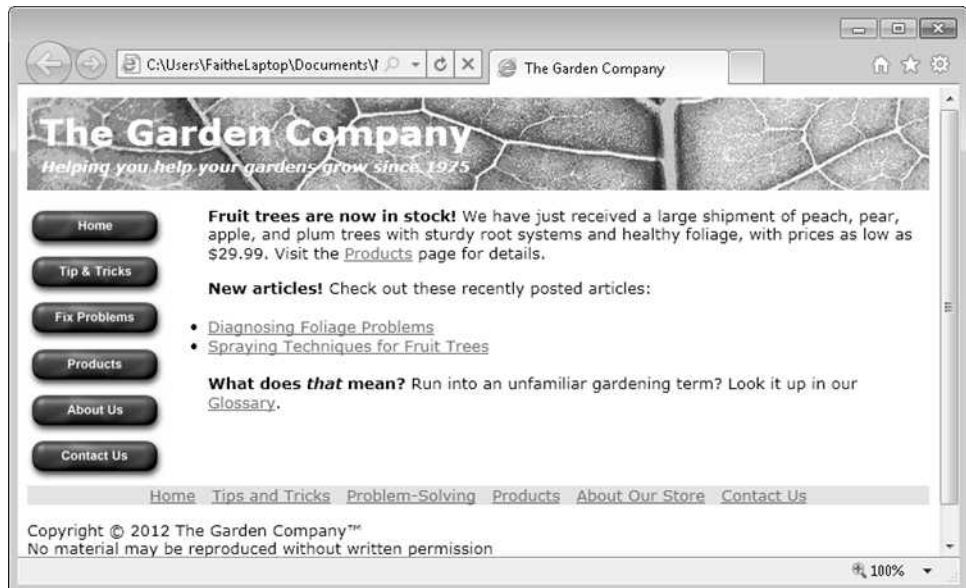 C:\Users\FaitheLaptop\Documents\
The Garden Company
The Garden Company
Helping you help your gardens grow since 1975
Home
Tip & Tricks
Fix Problems
Products
About Us
Contact Us
Fruit trees are now in stock! We have just received a large shipment of peach, pear,
apple, and plum trees with sturdy root systems and healthy foliage, with prices as low as
$29.99. Visit the Products page for details.
New articles! Check out these recently posted articles:
• Diagnosing Foliage Problems
• Spraying Techniques for Fruit Trees
What does that mean? Run into an unfamiliar gardening term? Look it up in our
Glossary.
Home Tips and Tricks Problem-Solving Products About Our Store Contact Us
Copyright © 2012 The Garden Company™
No material may be reproduced without written permission
100%